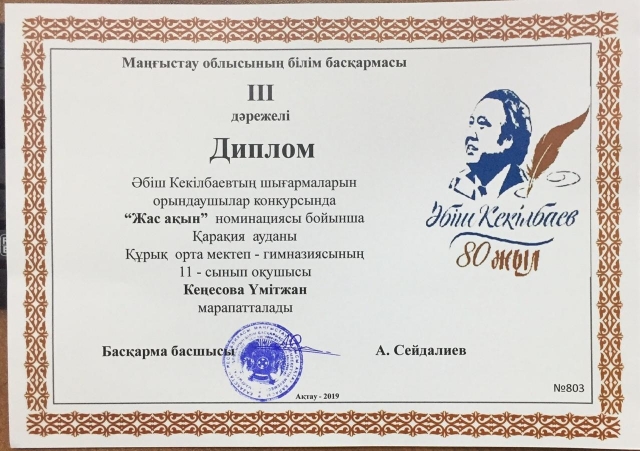 Маңғыстау облысының білім басқармасы
III
дәрежелі
Диплом
Әбіш Кекілбаевтың шығармаларын
орындаушылар конкурсында
“Жас ақын” номинациясы бойынша
Қарақия ауданы
Құрық орта мектеп - гимназиясының
11 - сынып оқушысы
Кеңесова Үмітжан
марапатталады
Әбіш Кекілбаев
80 жыл
Басқарма басшысы А. Сейдалиев
Ақтау - 2019
№803